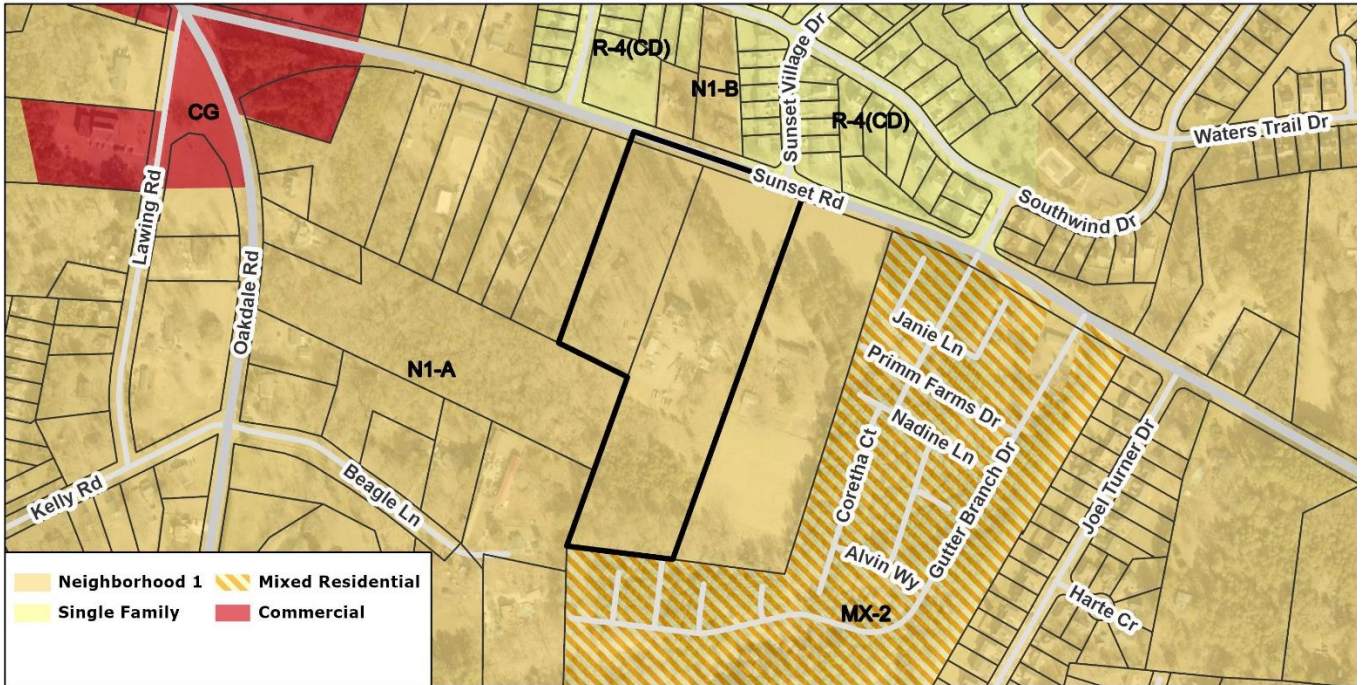 R-4(CD)
Sunset Village Dr
N1-B
CG
R-4(CD)
Waters Trail Dr
Sunset Rd
Southwind Dr
Lawing Rd
Oakdale Rd
Janie Ln
N1-A
Primm Farms Dr
Nadine Ln
Coretha Ct
Gutter Branch Dr
Joel Turner Dr
Kelly Rd
Beagle Ln
Alvin Wy
Harte Cr
MX-2
Neighborhood 1
Mixed Residential
Single Family
Commercial